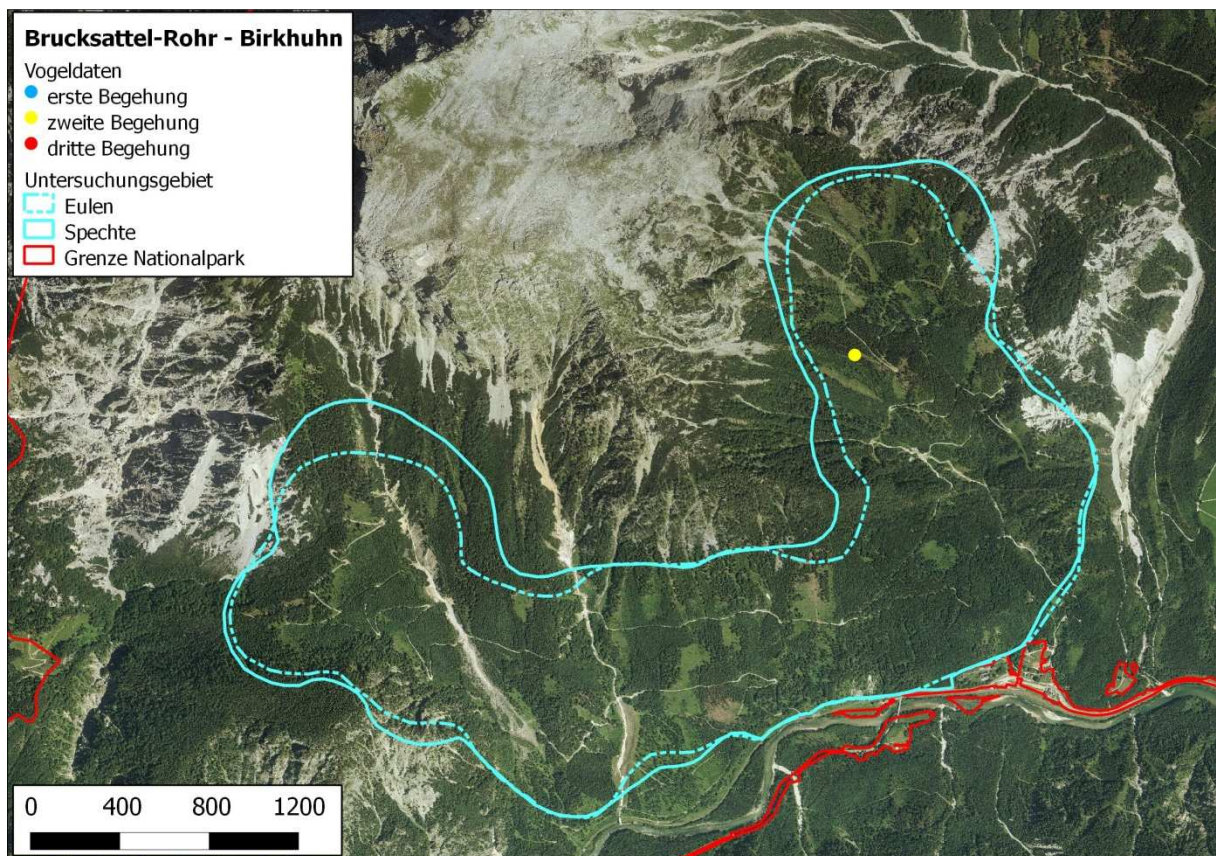 Brucksattel-Rohr - Birkhuhn
Vogeldaten
erste Begehung
zweite Begehung
dritte Begehung
Untersuchungsgebiet
Eulen
Spechte
Grenze Nationalpark
0 400 800 1200